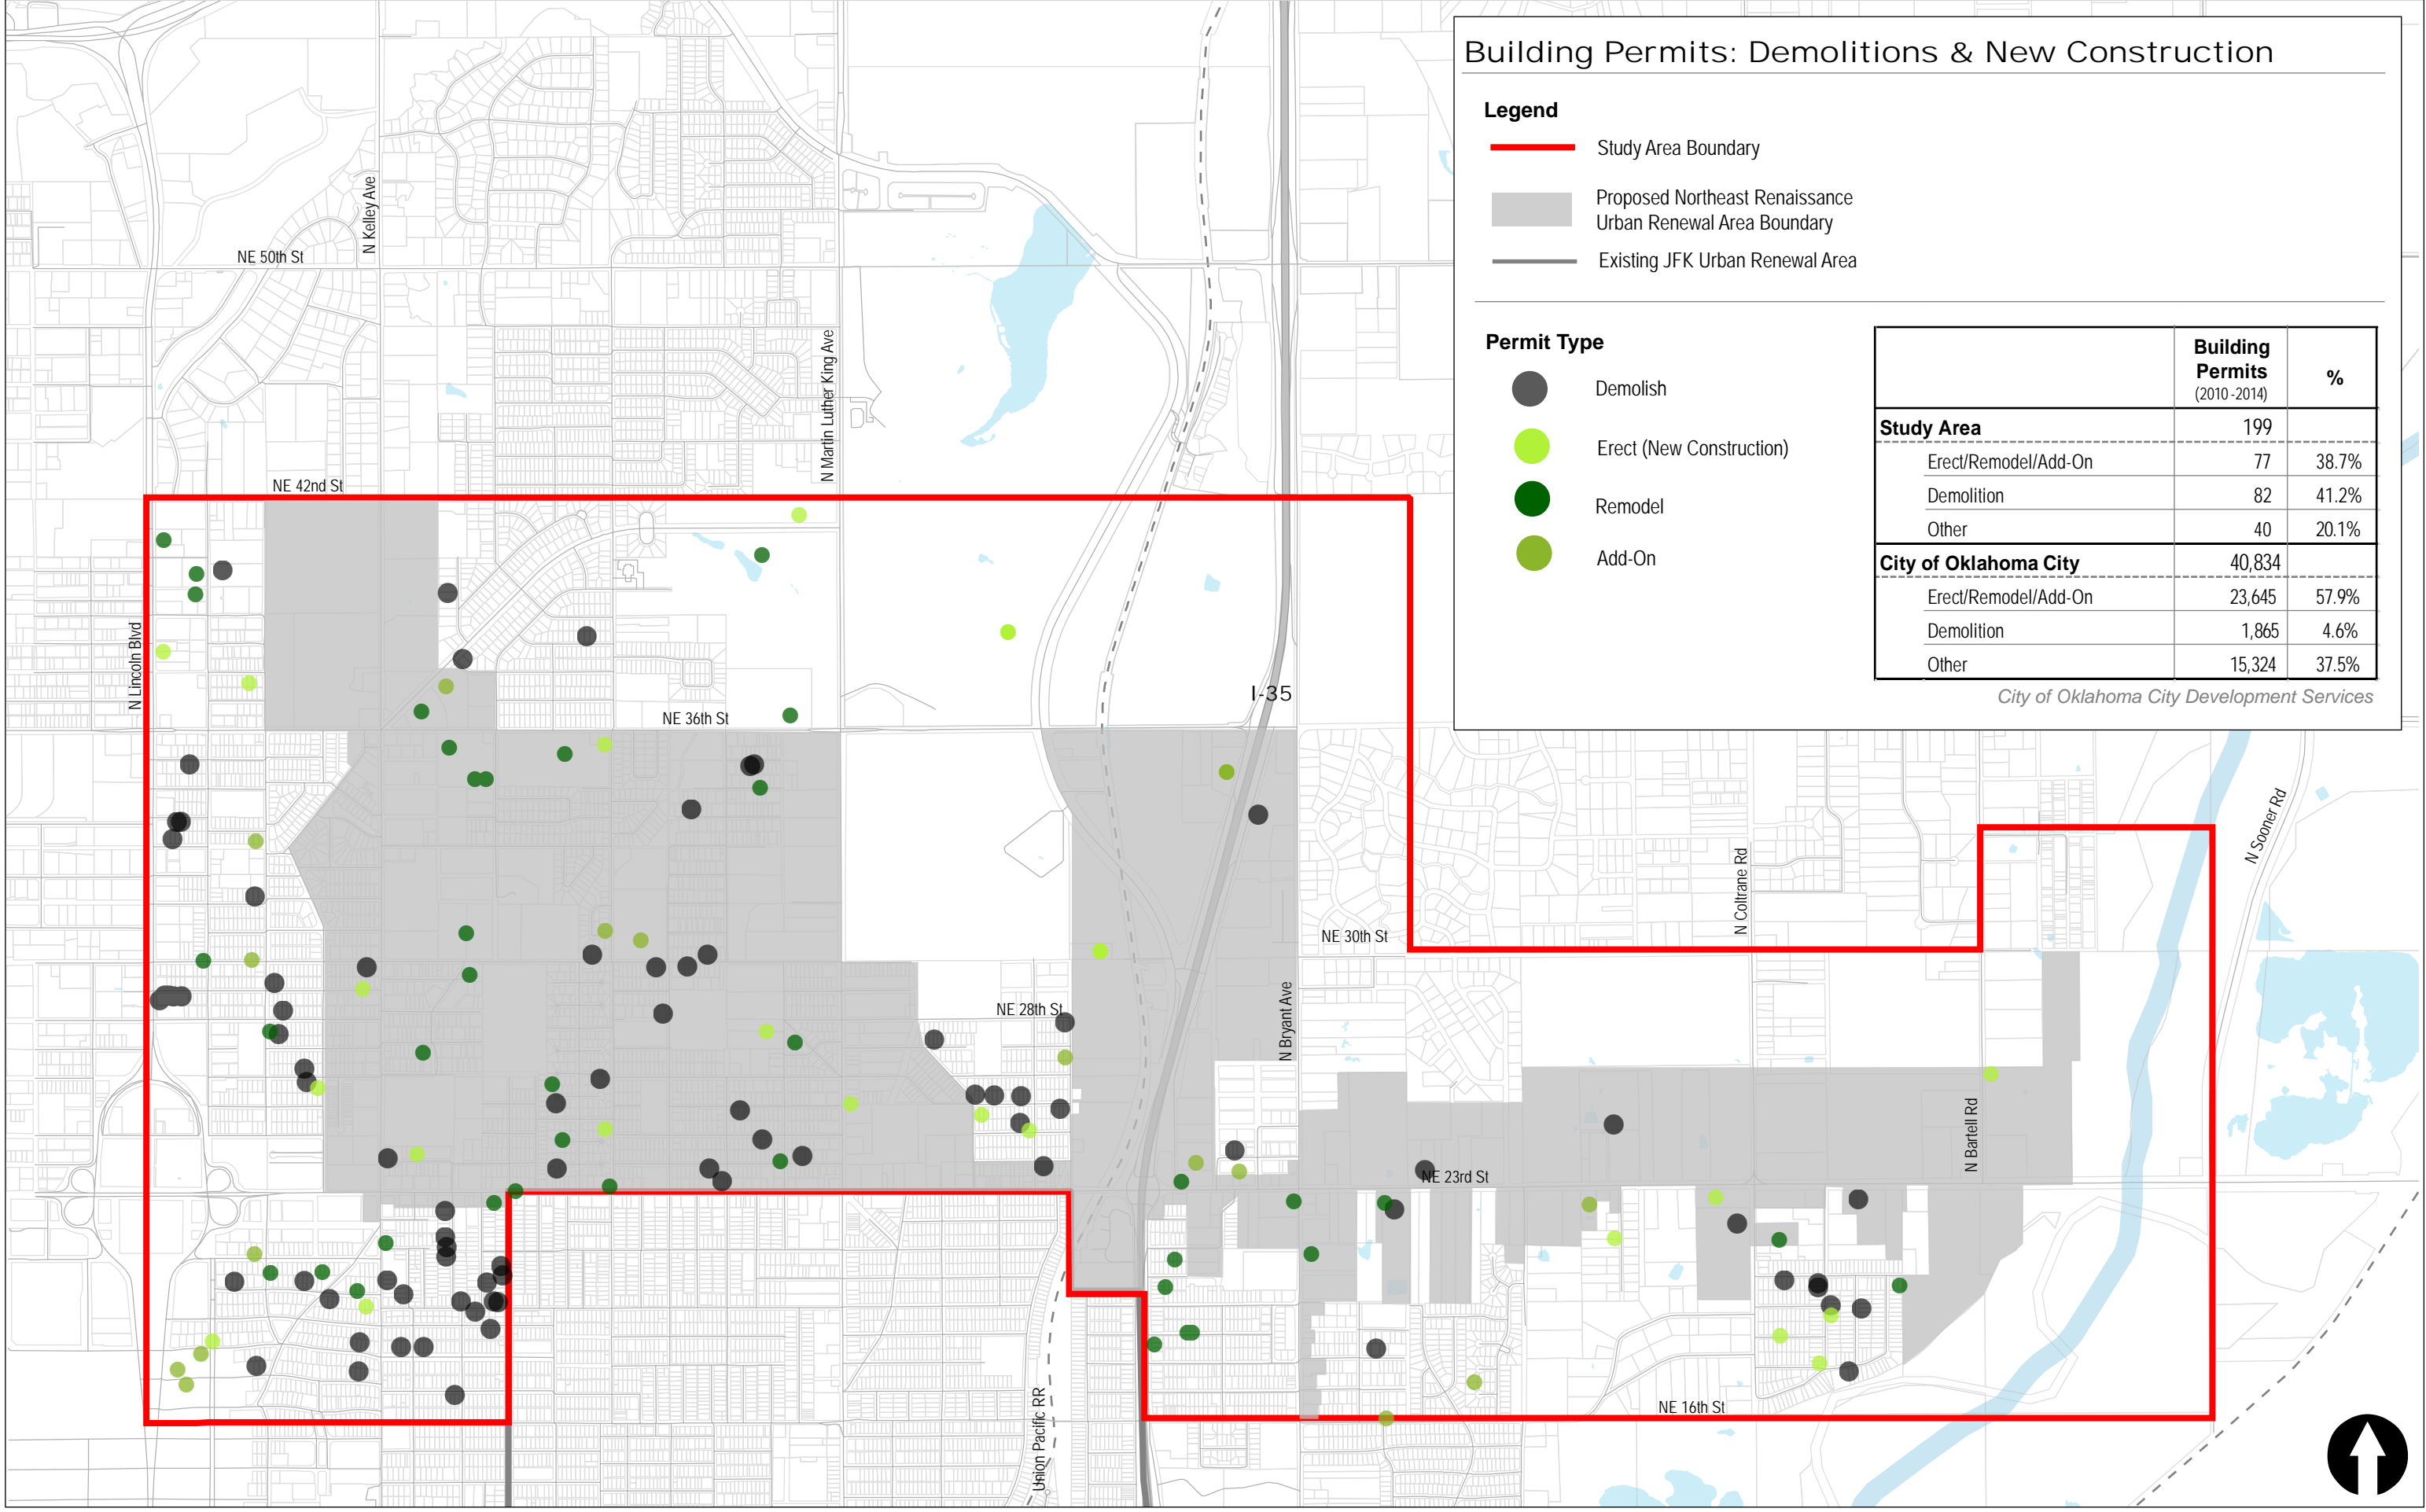 Building Permits: Demolitions & New Construction
Legend
Study Area Boundary
Proposed Northeast Renaissance
Urban Renewal Area Boundary
Existing JFK Urban Renewal Area
Permit Type
Demolish
Erect (New Construction)
Remodel
Add-On
Building
Permits
(2010 -2014)
%
Study Area 199
Erect/Remodel/Add-On 77 38.7%
Demolition 82 41.2%
Other 40 20.1%
City of Oklahoma City 40,834
Erect/Remodel/Add-On 23,645 57.9%
Demolition 1,865 4.6%
Other 15,324 37.5%
City of Oklahoma City Development Services
N Kelley Ave
NE 50th St
N Martin Luther King Ave
NE 42nd St
N Lincoln Blvd
I-35
NE 36th St
N Sooner Rd
N Coltrane Rd
NE 30th St
NE 28th St
N Bryant Ave
N Bartell Rd
NE 23rd St
Union Pacific RR
NE 16th St